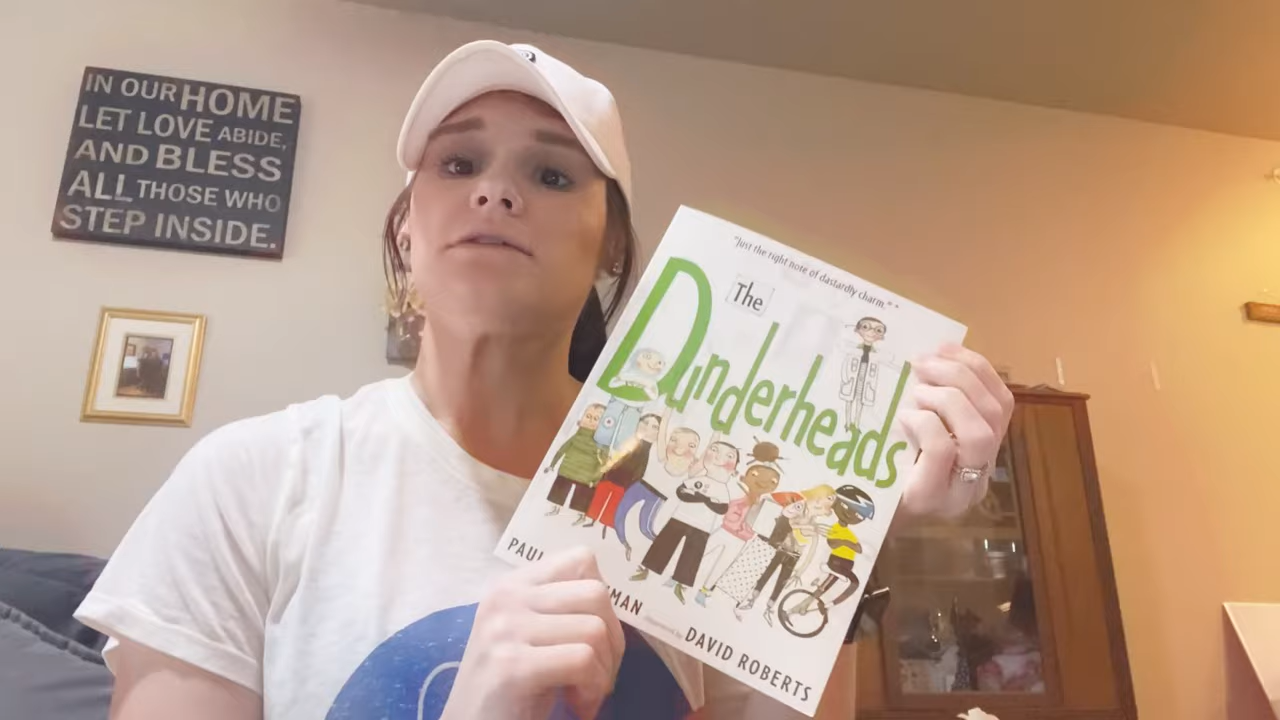 IN OUR HOME
LET LOVE ABIDE,
AND BLESS
ALL THOSE WHO
STEP INSIDE.
"Just the right note of dastardly charm." *
The
Dunderheads
PAUL
MAN
DAVID ROBERTS